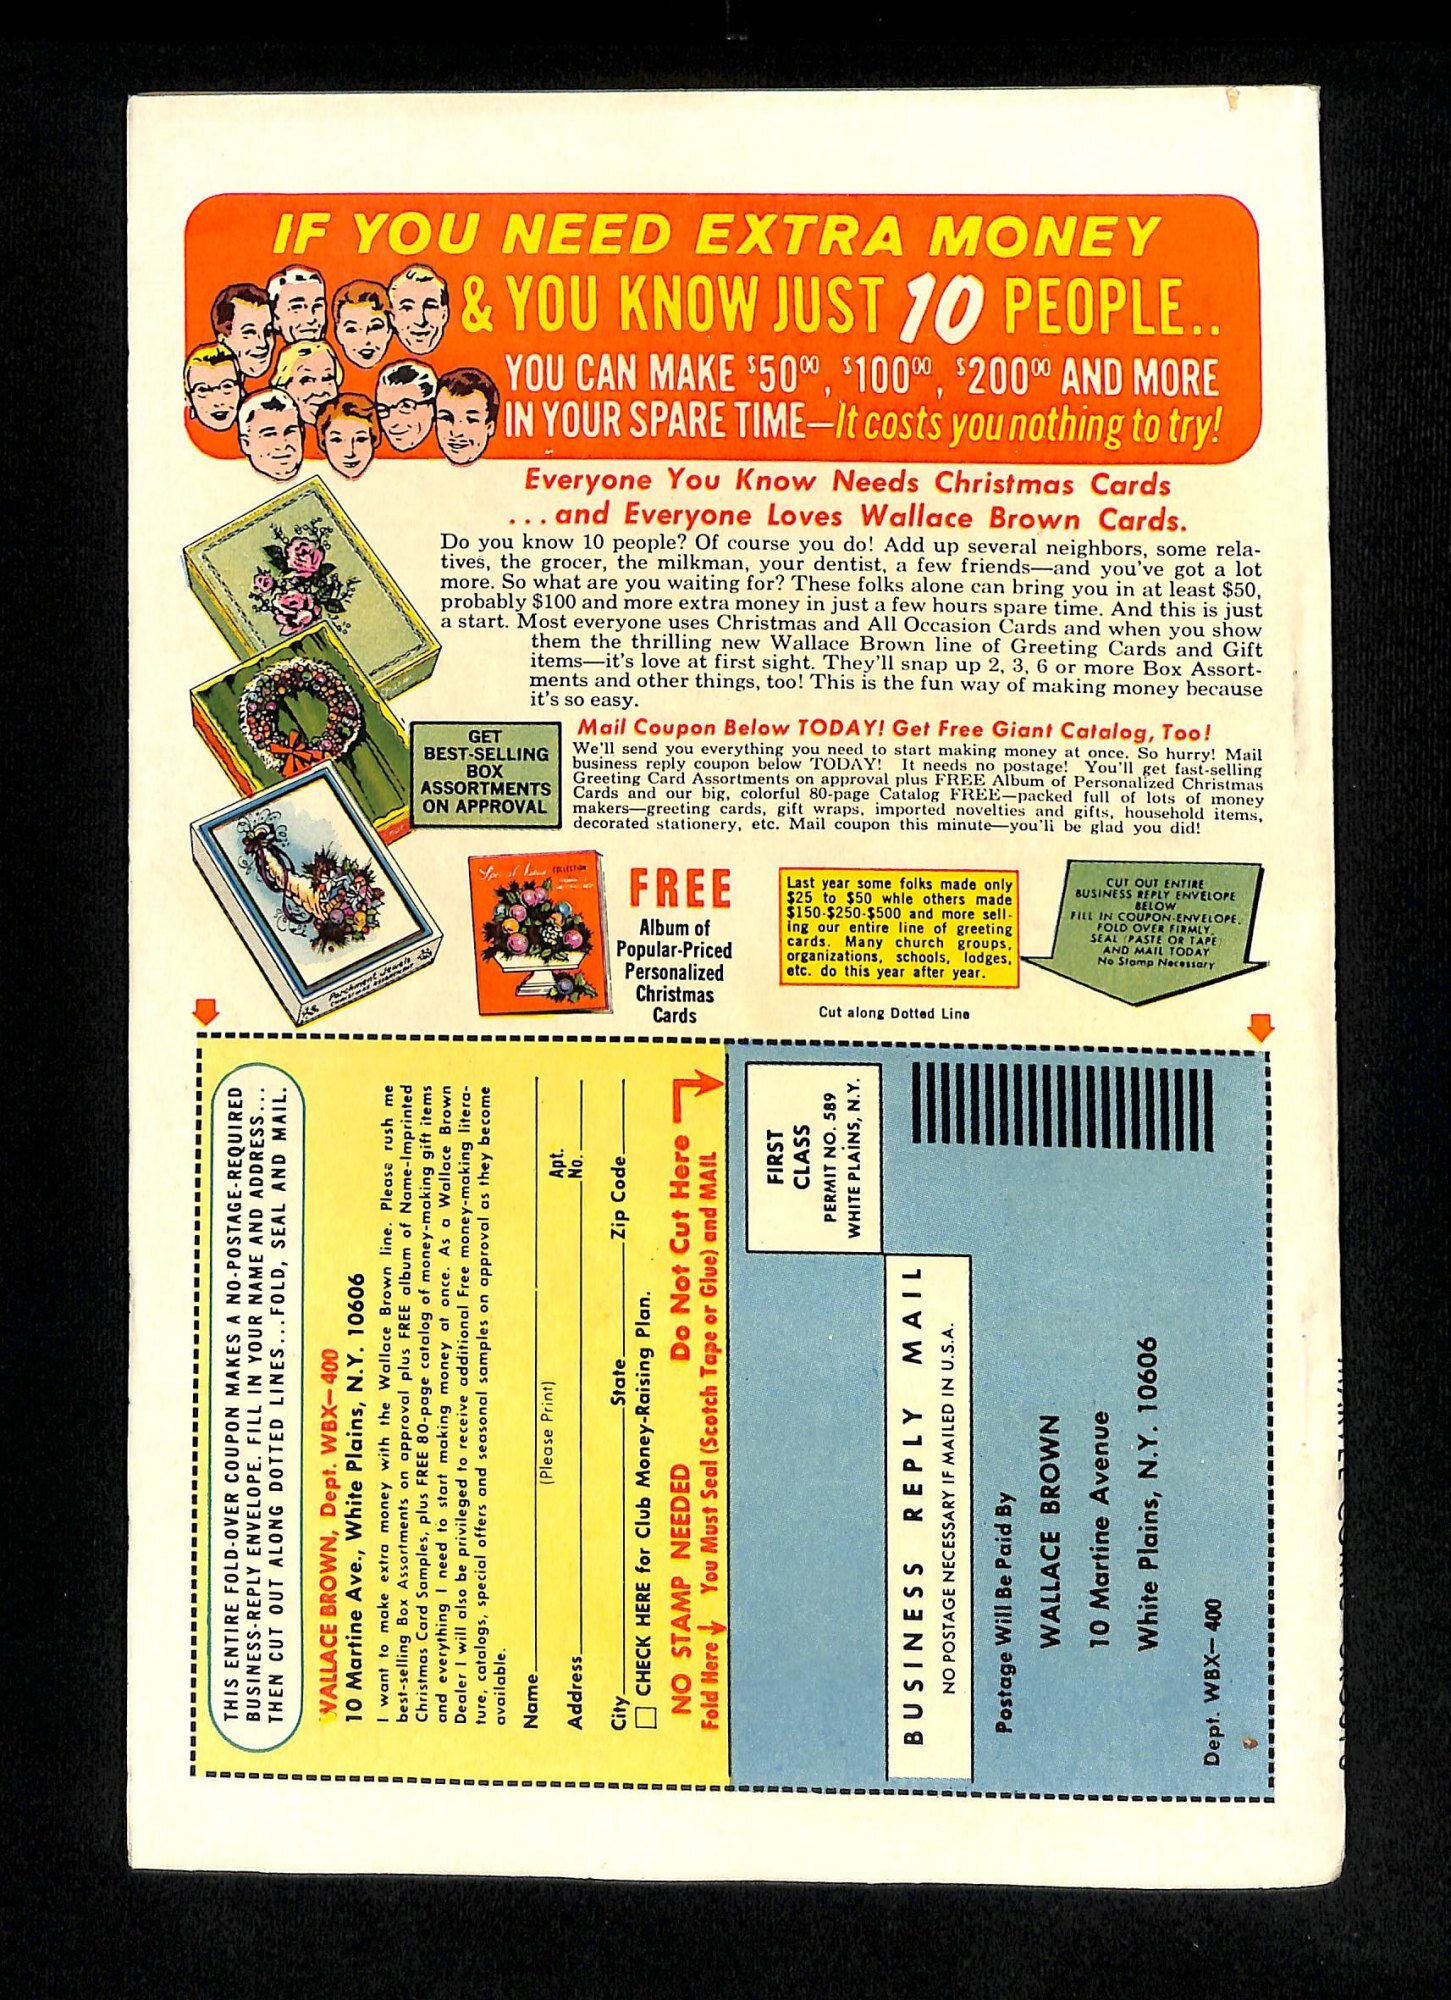 IF YOU NEED EXTRA MONEY
& YOU KNOW JUST 10 PEOPLE..
YOU CAN MAKE $50⁰⁰, $100⁰⁰, $200⁰⁰ AND MORE
IN YOUR SPARE TIME—It costs you nothing to try!
Everyone You Know Needs Christmas Cards
...and Everyone Loves Wallace Brown Cards.
Do you know 10 people? Of course you do! Add up several neighbors, some rela-
tives, the grocer, the milkman, your dentist, a few friends—and you've got a lot
more. So what are you waiting for? These folks alone can bring you in at least $50,
probably $100 and more extra money in just a few hours spare time. And this is just
a start. Most everyone uses Christmas and All Occasion Cards and when you show
them the thrilling new Wallace Brown line of Greeting Cards and Gift
items—it's love at first sight. They'll snap up 2, 3, 6 or more Box Assort-
ments and other things, too! This is the fun way of making money because
it's so easy.
GET
BEST-SELLING
BOX
ASSORTMENTS
ON APPROVAL
Mail Coupon Below TODAY! Get Free Giant Catalog, Too!
We'll send you everything you need to start making money at once. So hurry! Mail
business reply coupon below TODAY! It needs no postage! You'll get fast-selling
Greeting Card Assortments on approval plus FREE Album of Personalized Christmas
Cards and our big, colorful 80-page Catalog FREE—packed full of lots of money
makers—greeting cards, gift wraps, imported novelties and gifts, household items,
decorated stationery, etc. Mail coupon this minute—you'll be glad you did!
Parchment Jewels
CHRISTMAS ASSORTMENT
COLLECTION
FREE
Album of
Popular-Priced
Personalized
Christmas
Cards
Last year some folks made only
$25 to $50 whle others made
$150-$250-$500 and more sell-
ing our entire line of greeting
cards. Many church groups,
organizations, schools, lodges,
etc. do this year after year.
CUT OUT ENTIRE
BUSINESS REPLY ENVELOPE
BELOW
FILL IN COUPON-ENVELOPE.
FOLD OVER FIRMLY.
SEAL (PASTE OR TAPE)
AND MAIL TODAY
No Stamp Necessary
Cut along Dotted Line
THIS ENTIRE FOLD-OVER COUPON MAKES A NO-POSTAGE-REQUIRED
BUSINESS-REPLY ENVELOPE. FILL IN YOUR NAME AND ADDRESS...
THEN CUT OUT ALONG DOTTED LINES...FOLD, SEAL AND MAIL.
WALLACE BROWN, Dept. WBX—400
10 Martine Ave., White Plains, N.Y. 10606
I want to make extra money with the Wallace Brown line. Please rush me
best-selling Box Assortments on approval plus FREE album of Name-Imprinted
Christmas Card Samples, plus FREE 80-page catalog of money-making gift items
and everything I need to start making money at once. As a Wallace Brown
Dealer I will also be privileged to receive additional Free money-making litera-
ture, catalogs, special offers and seasonal samples on approval as they become
available.
Name
(Please Print)
Address Apt. No.
City State Zip Code
CHECK HERE for Club Money-Raising Plan.
NO STAMP NEEDED Do Not Cut Here
Fold Here You Must Seal (Scotch Tape or Glue) and MAIL
FIRST
CLASS
PERMIT NO. 589
WHITE PLAINS, N.Y.
BUSINESS REPLY MAIL
NO POSTAGE NECESSARY IF MAILED IN U.S.A.
Postage Will Be Paid By
WALLACE BROWN
10 Martine Avenue
White Plains, N.Y. 10606
Dept. WBX—400